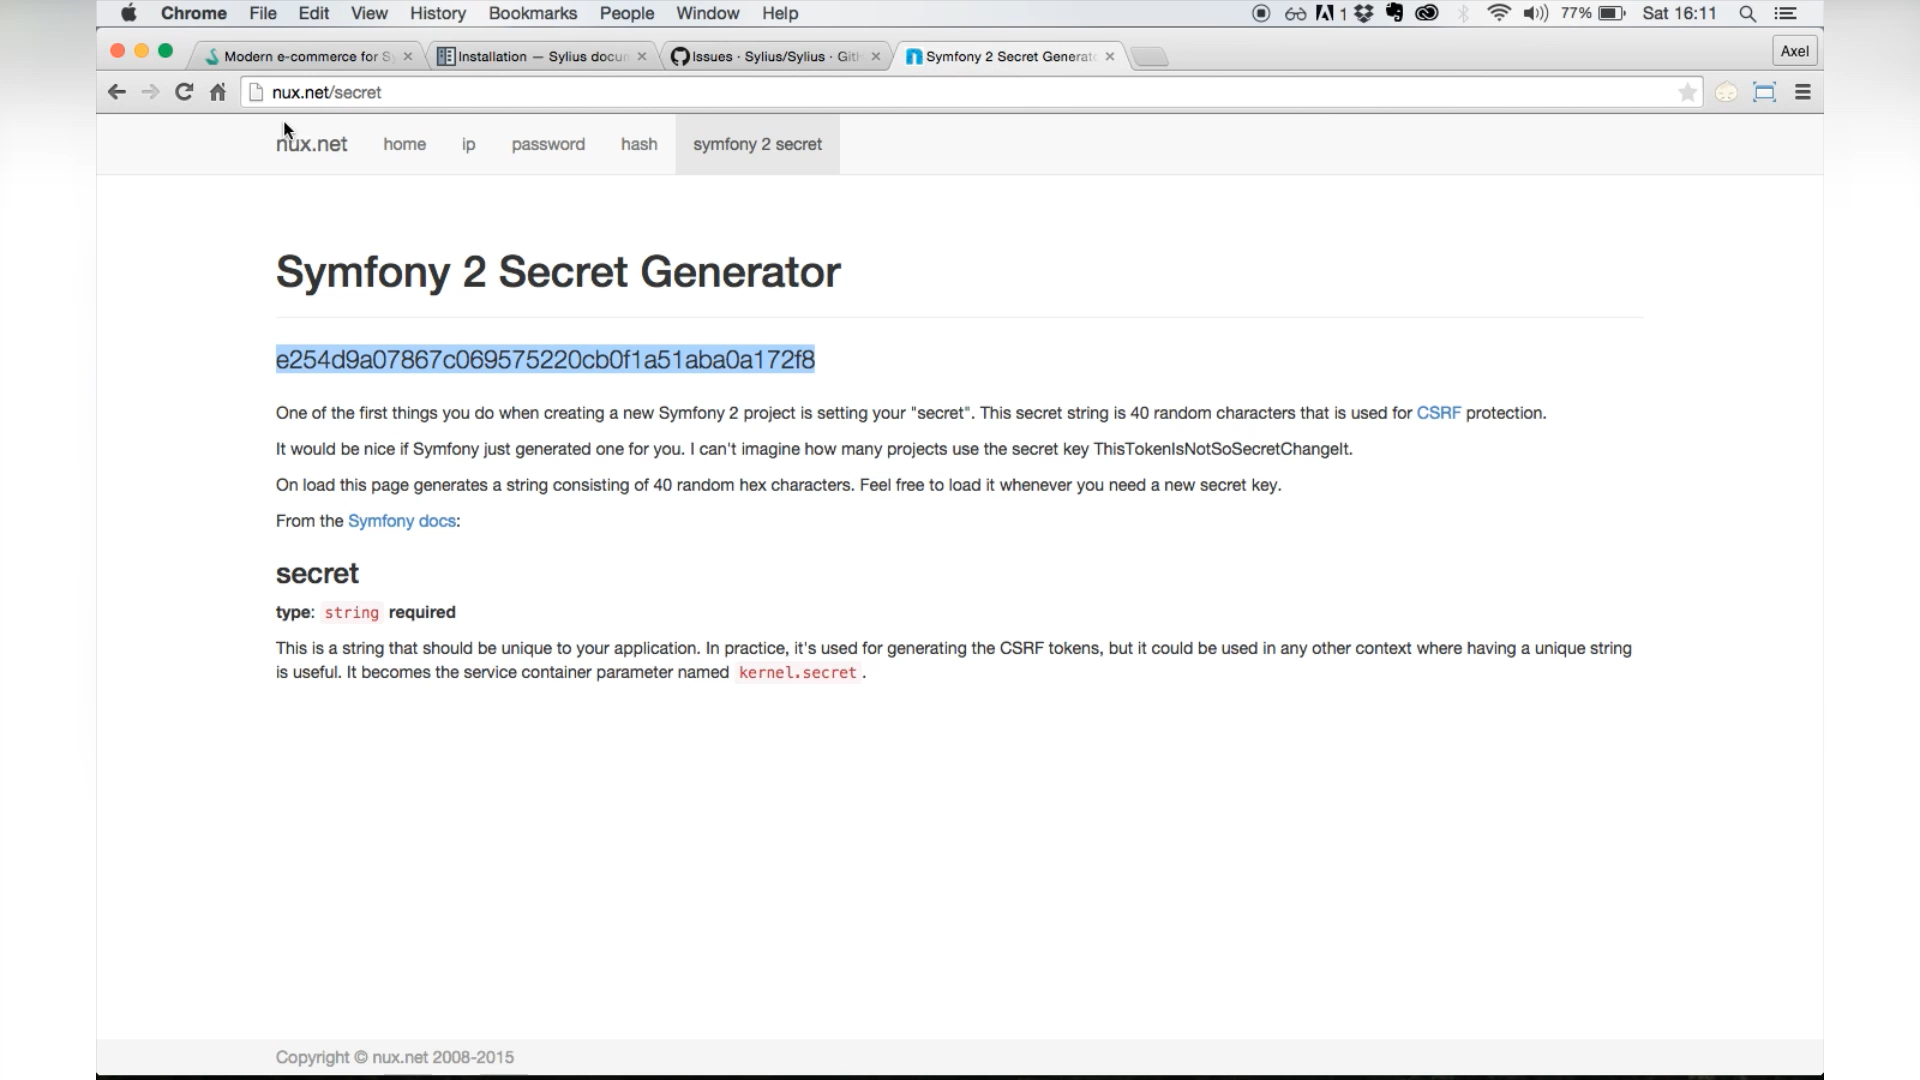 Chrome File Edit View History Bookmarks People Window Help 1 77% Sat 16:11
Modern e-commerce for Sy Installation — Sylius docum Issues · Sylius/Sylius · GitH Symfony 2 Secret Generato Axel
nux.net/secret
nux.net home ip password hash symfony 2 secret
Symfony 2 Secret Generator
e254d9a07867c069575220cb0f1a51aba0a172f8
One of the first things you do when creating a new Symfony 2 project is setting your "secret". This secret string is 40 random characters that is used for CSRF protection.
It would be nice if Symfony just generated one for you. I can't imagine how many projects use the secret key ThisTokenIsNotSoSecretChangeIt.
On load this page generates a string consisting of 40 random hex characters. Feel free to load it whenever you need a new secret key.
From the Symfony docs:
secret
type: string required
This is a string that should be unique to your application. In practice, it's used for generating the CSRF tokens, but it could be used in any other context where having a unique string
is useful. It becomes the service container parameter named kernel.secret .
Copyright © nux.net 2008-2015